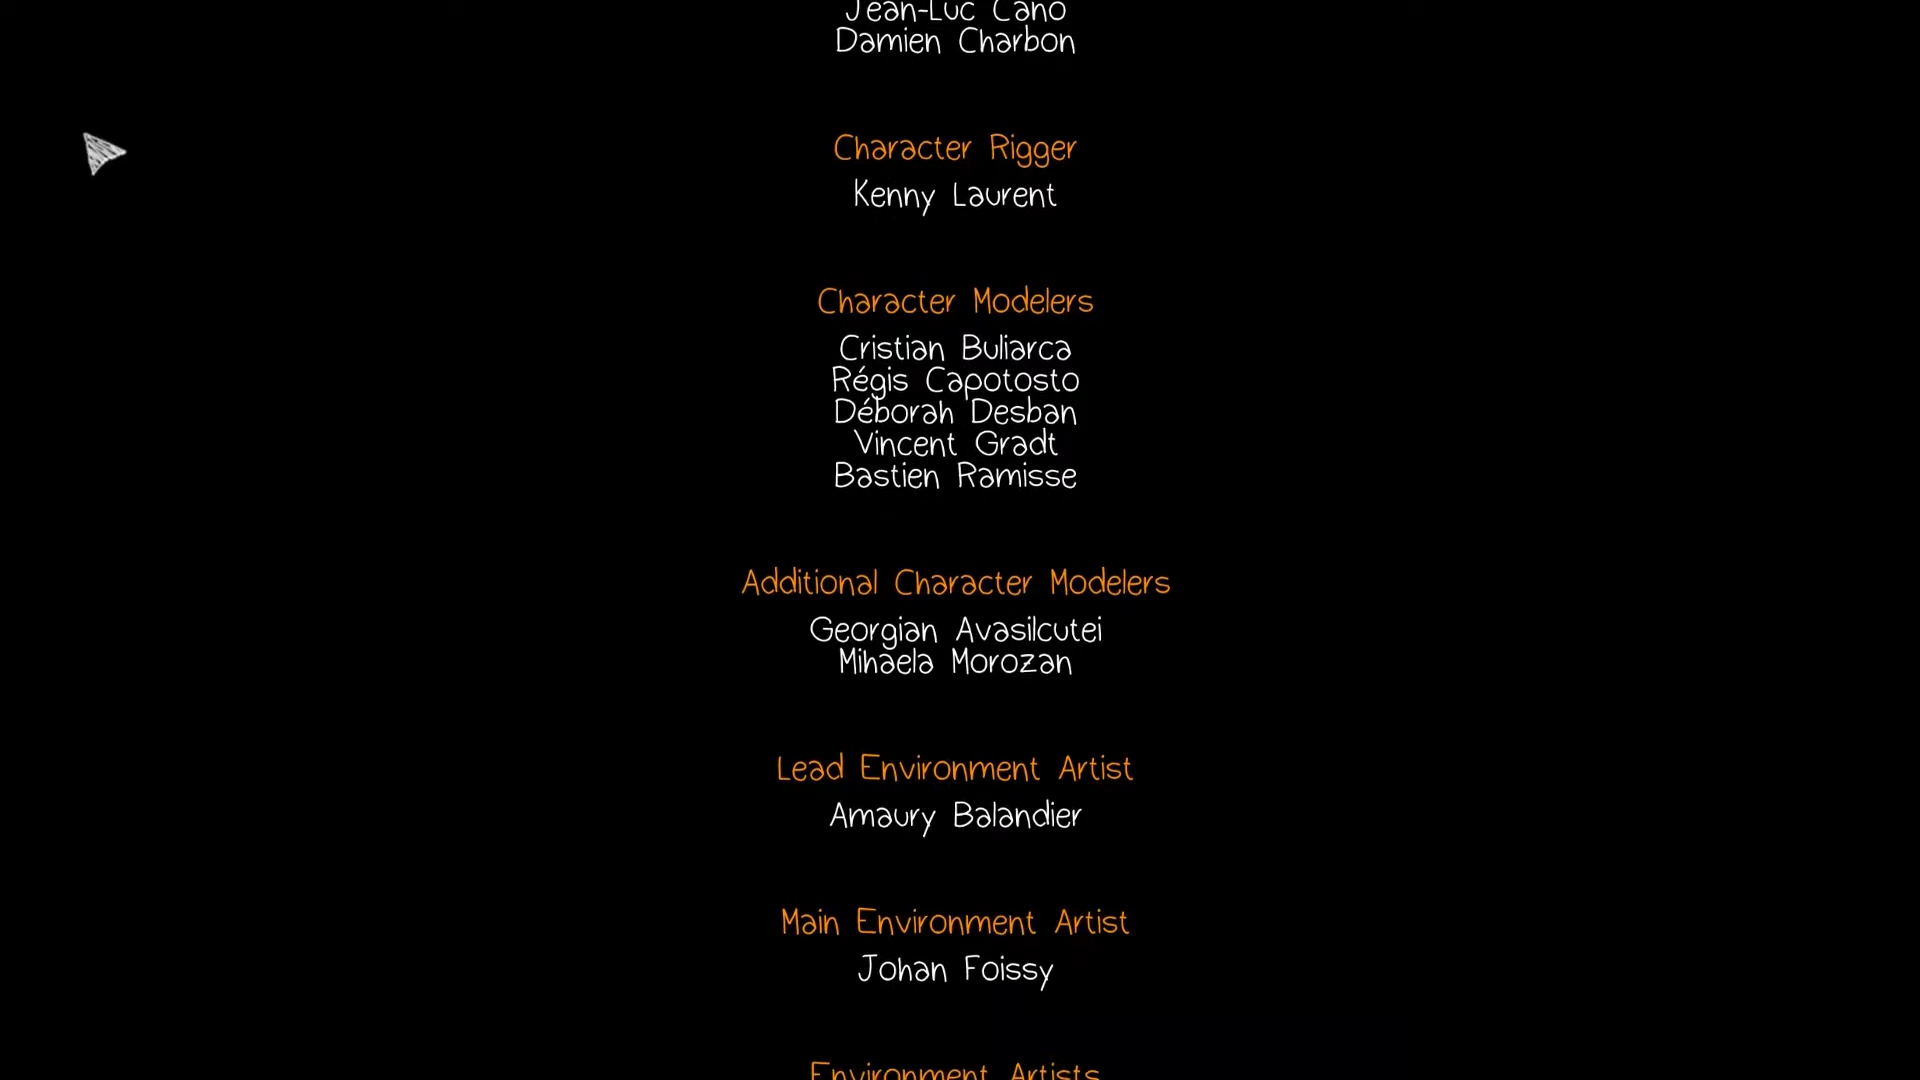 Jean-Luc Cano
Damien Charbon
Character Rigger
Kenny Laurent
Character Modelers
Cristian Buliarca
Régis Capotosto
Déborah Desban
Vincent Gradt
Bastien Ramisse
Additional Character Modelers
Georgian Avasilcutei
Mihaela Morozan
Lead Environment Artist
Amaury Balandier
Main Environment Artist
Johan Foissy
Environment Artists